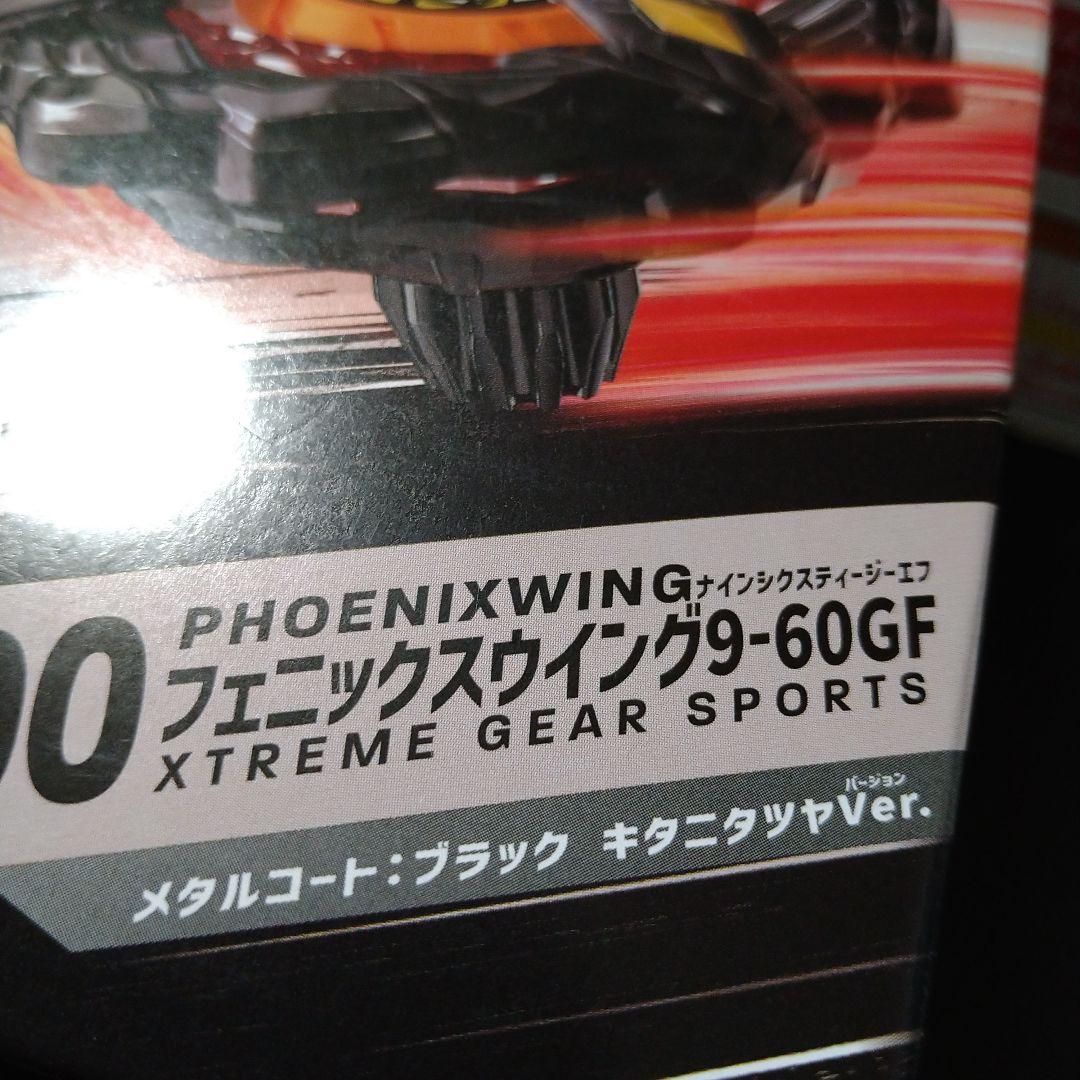 PHOENIXWING
ナインシクスティージーエフ
00 フェニックスウイング9-60GF
XTREME GEAR SPORTS
バージョン
メタルコート:ブラック キタニタツヤVer.